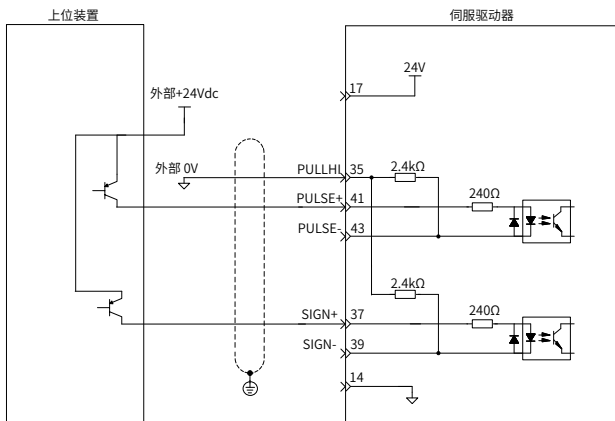 上位装置
伺服驱动器
外部+24Vdc
17
24V
外部 0V
PULLHI
35
2.4kΩ
PULSE+
41
240Ω
PULSE-
43
2.4kΩ
SIGN+
37
240Ω
SIGN-
39
14